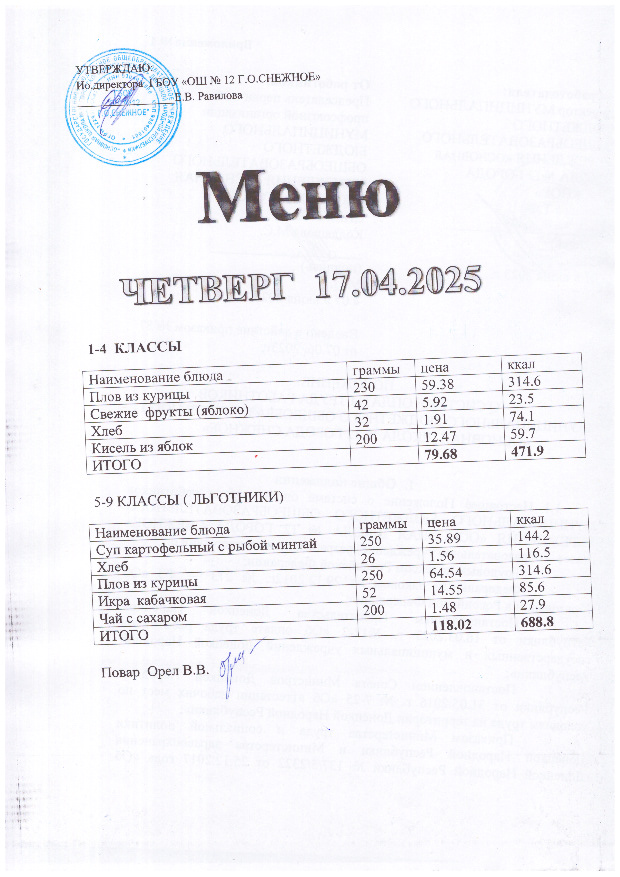 УТВЕРЖДАЮ:
Ио.директора ГБОУ «ОШ № 12 Г.О.СНЕЖНОЕ»
Е.В. Равилова
Г.О.СНЕЖНОЕ"
Меню
ЧЕТВЕРГ 17.04.2025
1-4 КЛАССЫ
Наименование блюда граммы цена ккал
Плов из курицы 230 59.38 314.6
Свежие фрукты (яблоко) 42 5.92 23.5
Хлеб 32 1.91 74.1
Кисель из яблок 200 12.47 59.7
ИТОГО 79.68 471.9
5-9 КЛАССЫ ( ЛЬГОТНИКИ)
Наименование блюда граммы цена ккал
Суп картофельный с рыбой минтай 250 35.89 144.2
Хлеб 26 1.56 116.5
Плов из курицы 250 64.54 314.6
Икра кабачковая 52 14.55 85.6
Чай с сахаром 200 1.48 27.9
ИТОГО 118.02 688.8
Повар Орел В.В.